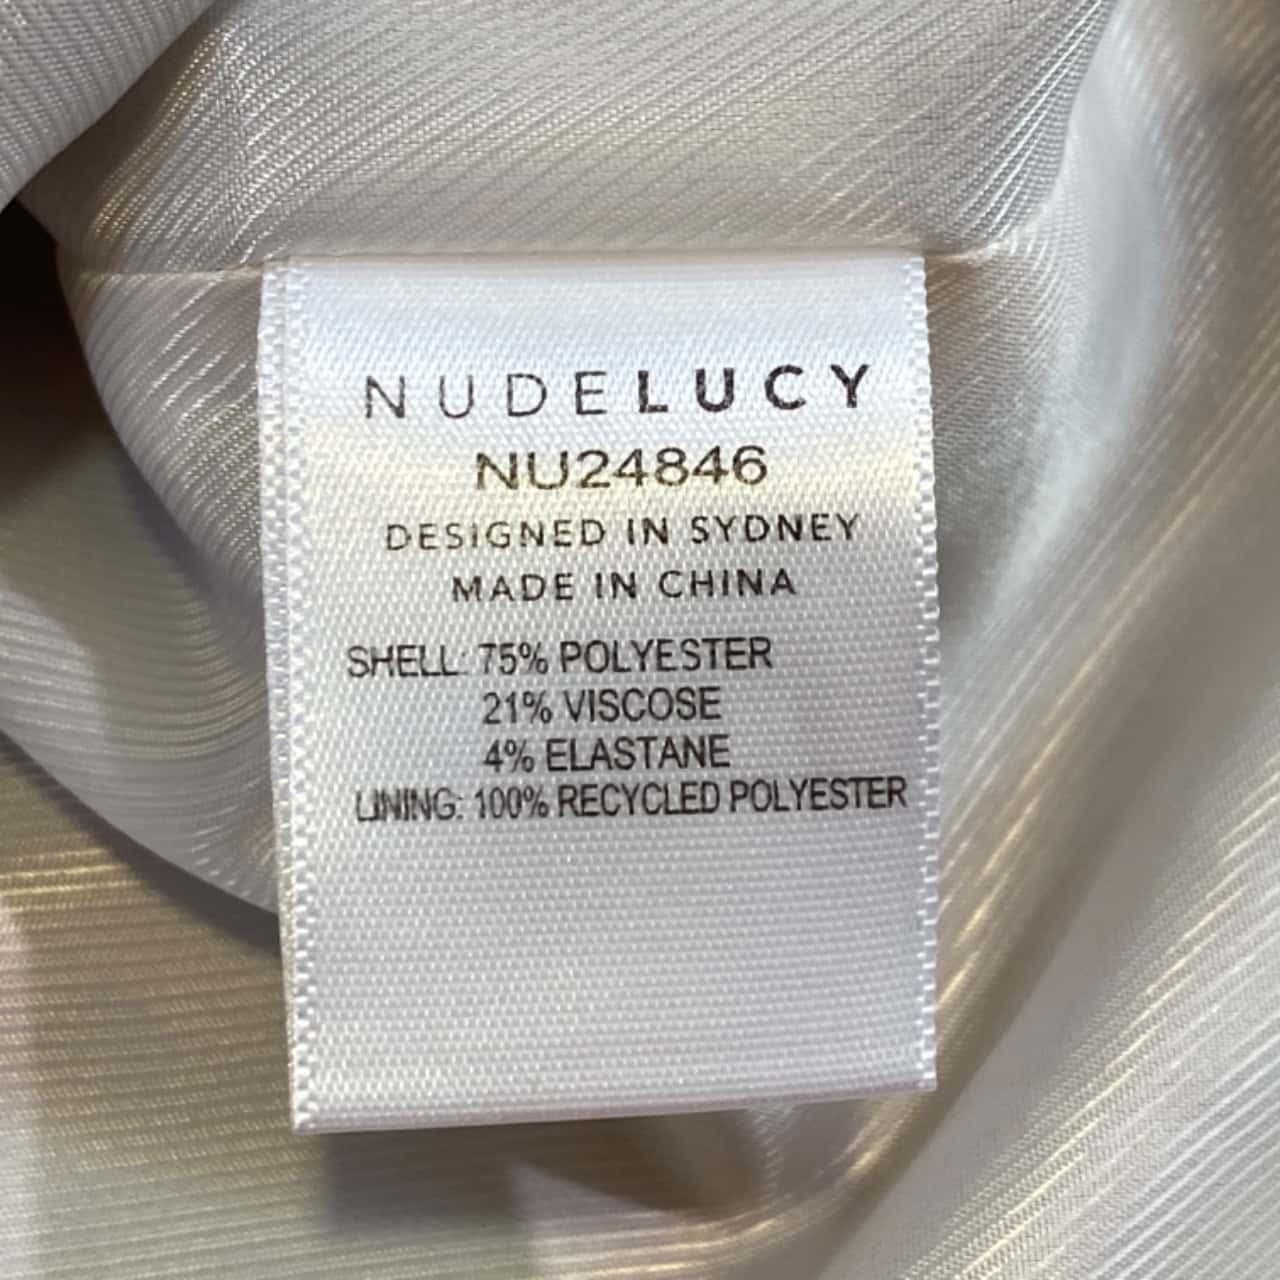 NUDELUCY
NU24846
DESIGNED IN SYDNEY
MADE IN CHINA
SHELL: 75% POLYESTER
21% VISCOSE
4% ELASTANE
LINING: 100% RECYCLED POLYESTER